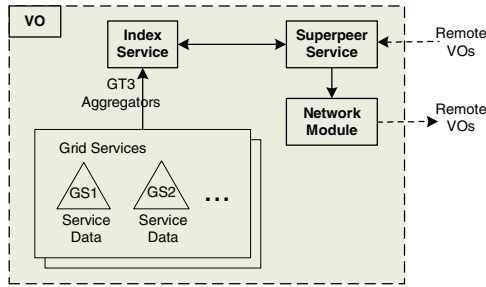 VO
Index
Service
Superpeer
Service
Remote
VOs
GT3
Aggregators
Network
Module
Remote
VOs
Grid Services
GS1
GS2
...
Service
Data
Service
Data